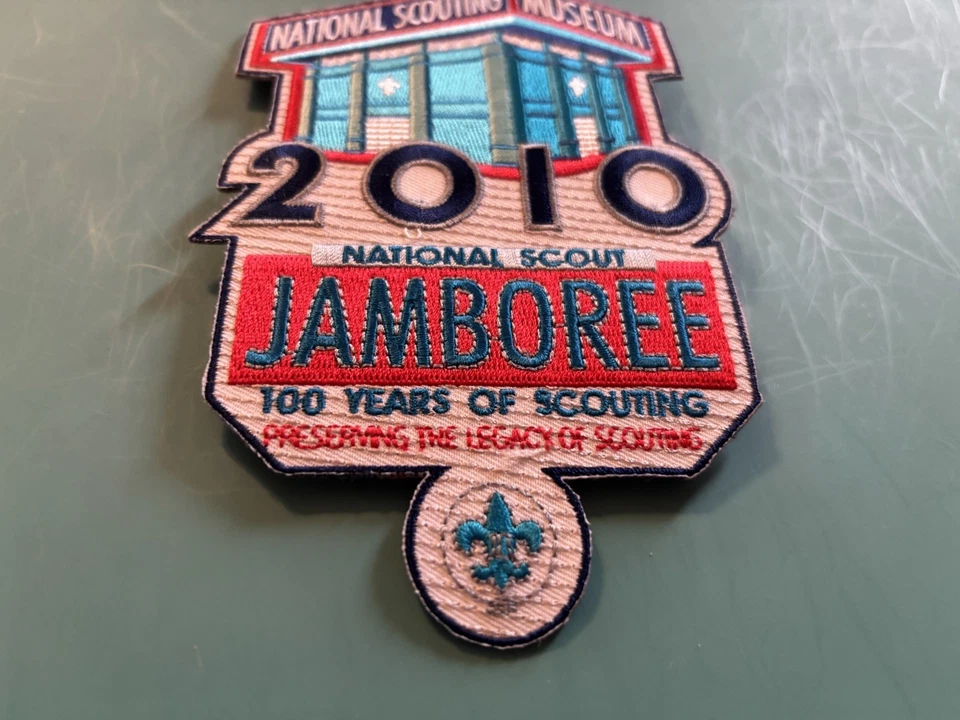 NATIONAL SCOUTING MUSEUM
2010
NATIONAL SCOUT
JAMBOREE
100 YEARS OF SCOUTING
PRESERVING THE LEGACY OF SCOUTING